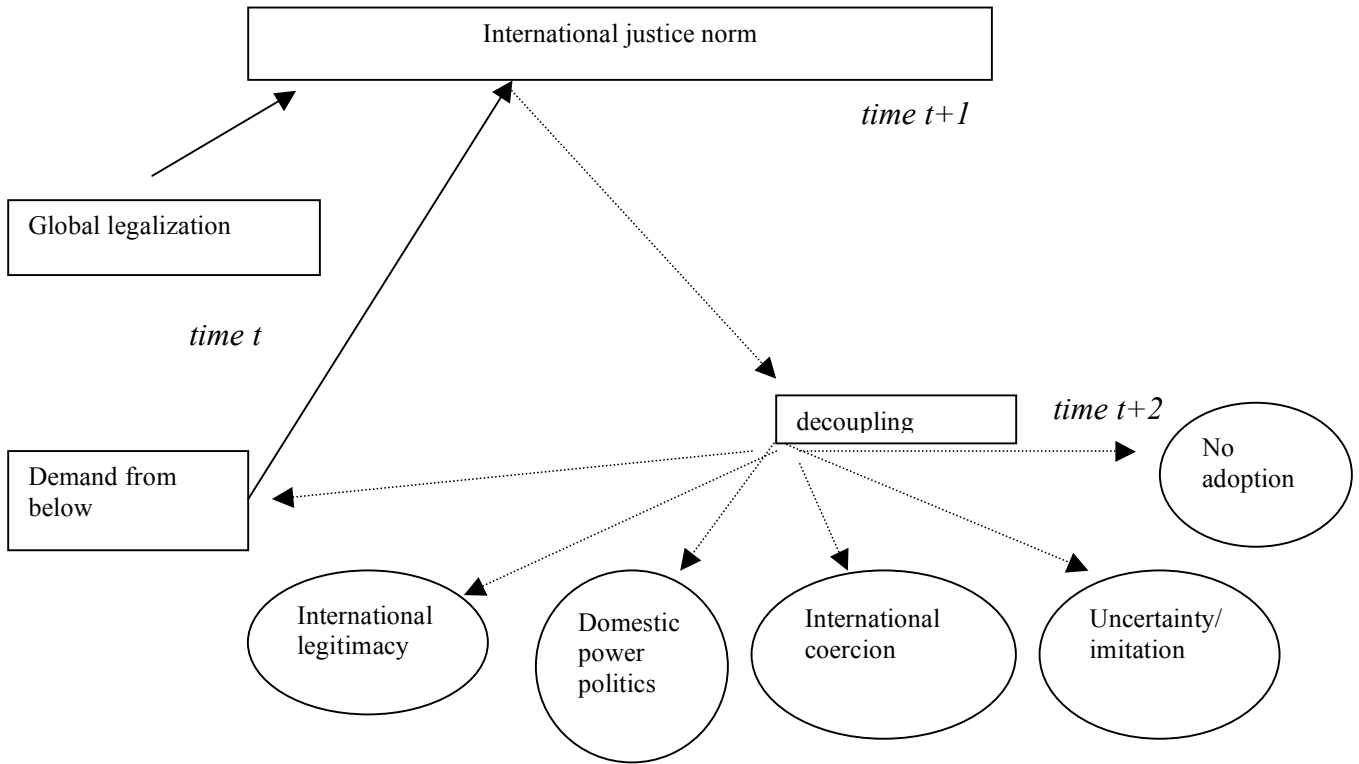 International justice norm
time t+1
Global legalization
time t
decoupling
time t+2
No
adoption
Demand from
below
International
legitimacy
Domestic
power
politics
International
coercion
Uncertainty/
imitation